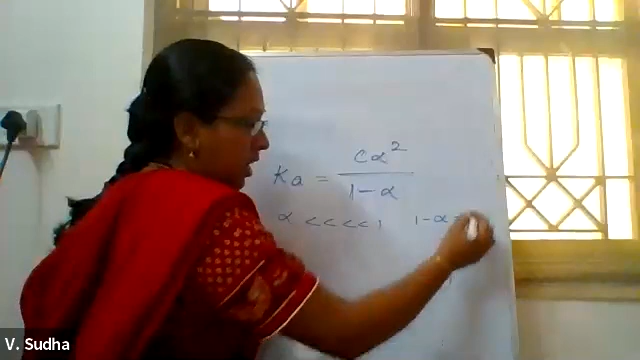 Ka = cα²
1-α
α <<<< 1 1-α =
V. Sudha